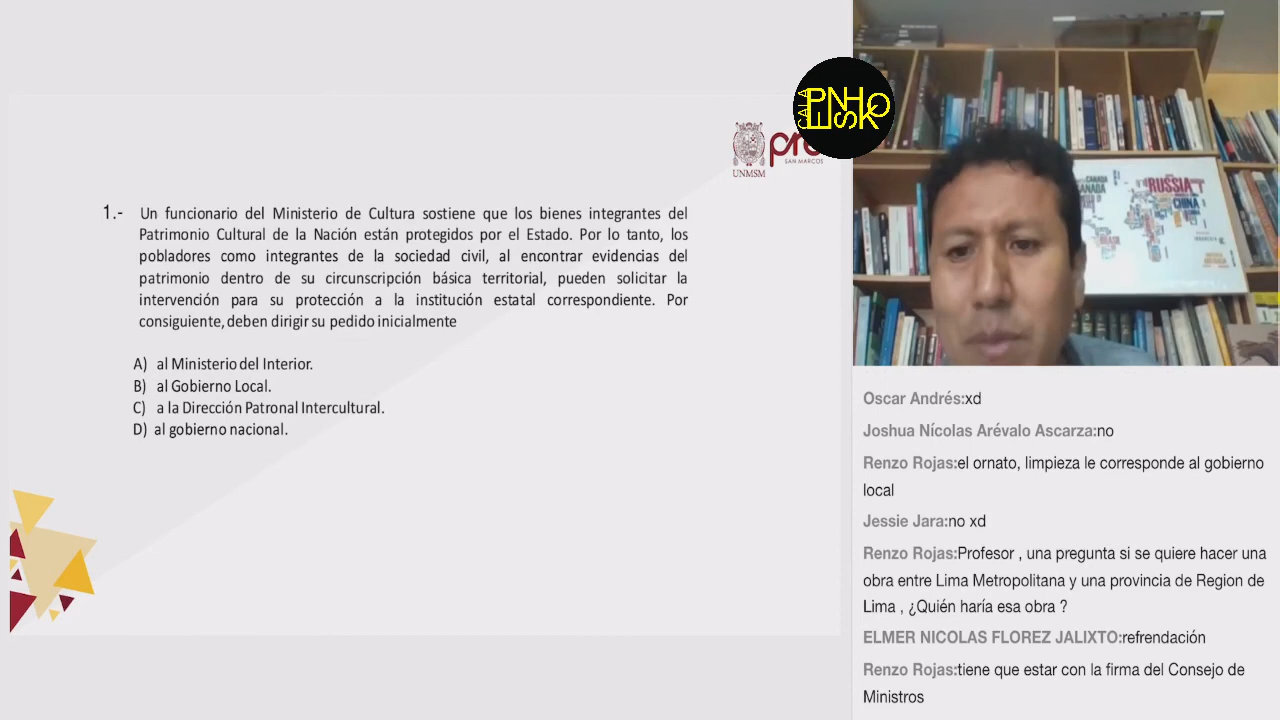 CALA
PNHO
ESK
pre
SAN MARCOS
UNMSM
1.- Un funcionario del Ministerio de Cultura sostiene que los bienes integrantes del
Patrimonio Cultural de la Nación están protegidos por el Estado. Por lo tanto, los
pobladores como integrantes de la sociedad civil, al encontrar evidencias del
patrimonio dentro de su circunscripción básica territorial, pueden solicitar la
intervención para su protección a la institución estatal correspondiente. Por
consiguiente, deben dirigir su pedido inicialmente
A) al Ministerio del Interior.
B) al Gobierno Local.
C) a la Dirección Patronal Intercultural.
D) al gobierno nacional.
CANADA
RUSSIA
CHINA
BRASIL
Oscar Andrés:xd
Joshua Nícolas Arévalo Ascarza:no
Renzo Rojas:el ornato, limpieza le corresponde al gobierno
local
Jessie Jara:no xd
Renzo Rojas:Profesor , una pregunta si se quiere hacer una
obra entre Lima Metropolitana y una provincia de Region de
Lima , ¿Quién haría esa obra ?
ELMER NICOLAS FLOREZ JALIXTO:refrendación
Renzo Rojas:tiene que estar con la firma del Consejo de
Ministros